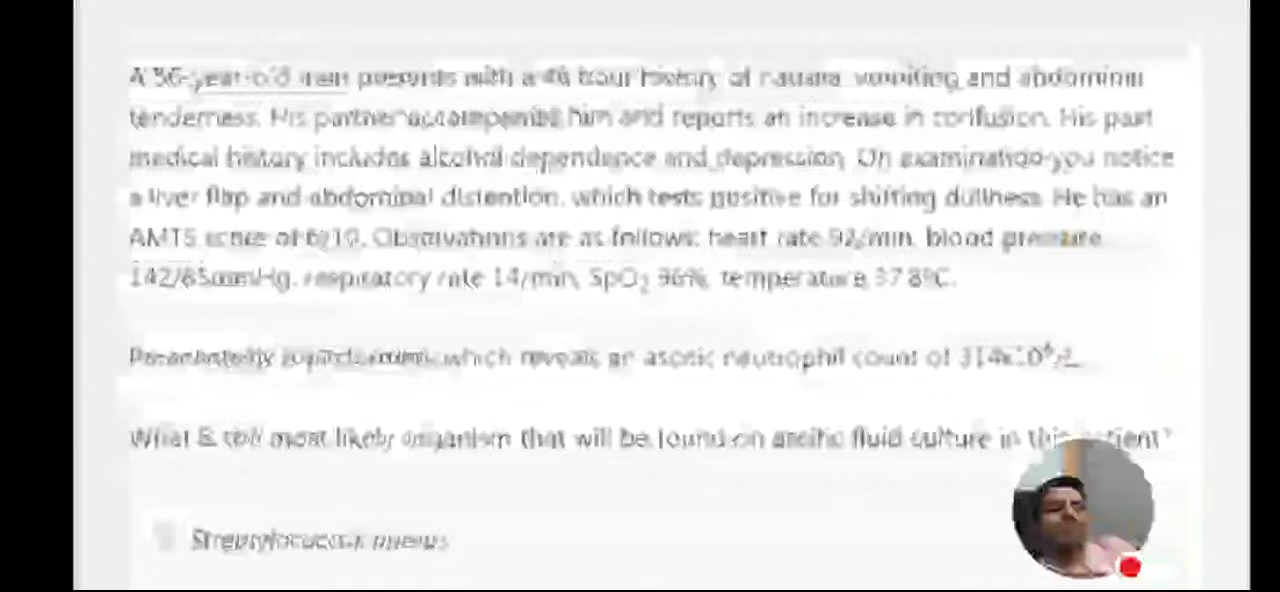 A 56-year-old man presents with a 48 hour history of nausea, vomiting and abdominal
tenderness. His partner accompanies him and reports an increase in confusion. His past
medical history includes alcohol dependence and depression. On examination you notice
a liver flap and abdominal distention, which tests positive for shifting dullness. He has an
AMTS score of 6/10. Observations are as follows: heart rate 92/min, blood pressure
142/85mmHg, respiratory rate 14/min, SpO₂ 96%, temperature 37.8ºC.
which reveals an ascitic neutrophil count of
What is the most likely organism that will be found on ascitic fluid culture in this patient?